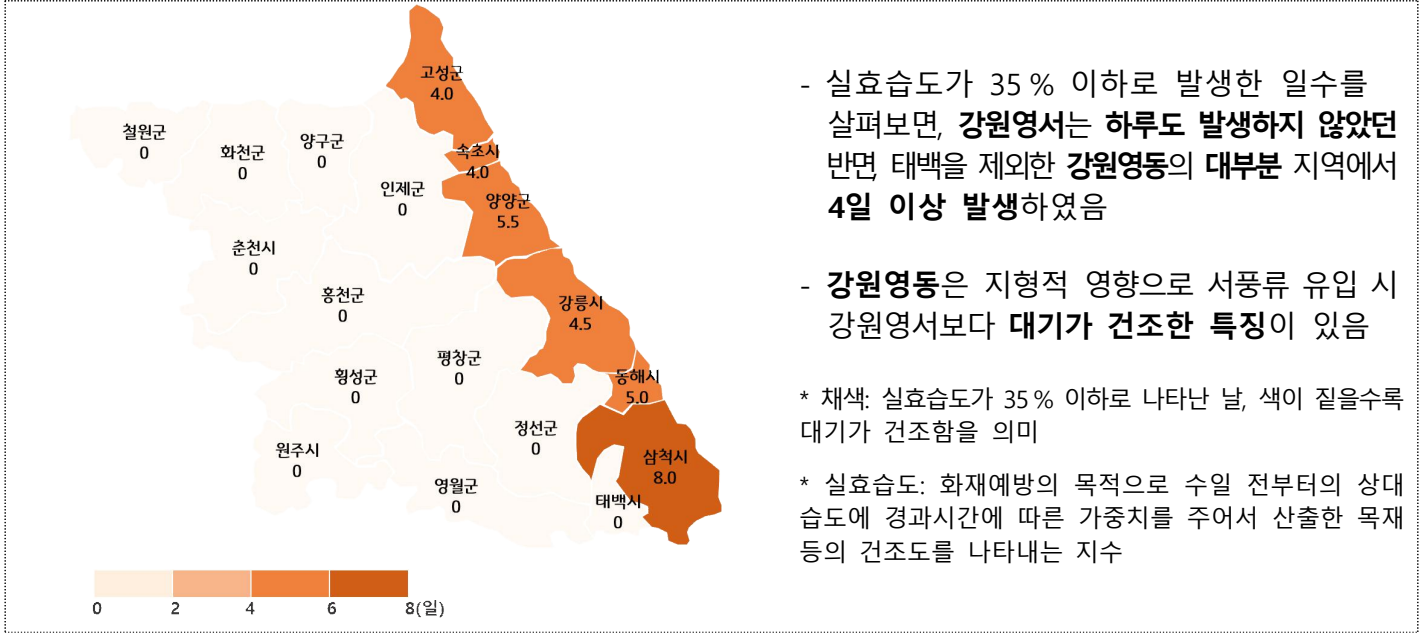 고성군
4.0
철원군
0
화천군
0
양구군
0
속초시
4.0
인제군
0
양양군
5.5
춘천시
0
홍천군
0
강릉시
4.5
평창군
0
횡성군
0
동해시
5.0
정선군
0
원주시
0
삼척시
8.0
영월군
0
태백시
0
0 2 4 6 8(일)
- 실효습도가 35 % 이하로 발생한 일수를
살펴보면, 강원영서는 하루도 발생하지 않았던
반면, 태백을 제외한 강원영동의 대부분 지역에서
4일 이상 발생하였음
- 강원영동은 지형적 영향으로 서풍류 유입 시
강원영서보다 대기가 건조한 특징이 있음
* 채색: 실효습도가 35 % 이하로 나타난 날, 색이 짙을수록
대기가 건조함을 의미
* 실효습도: 화재예방의 목적으로 수일 전부터의 상대
습도에 경과시간에 따른 가중치를 주어서 산출한 목재
등의 건조도를 나타내는 지수